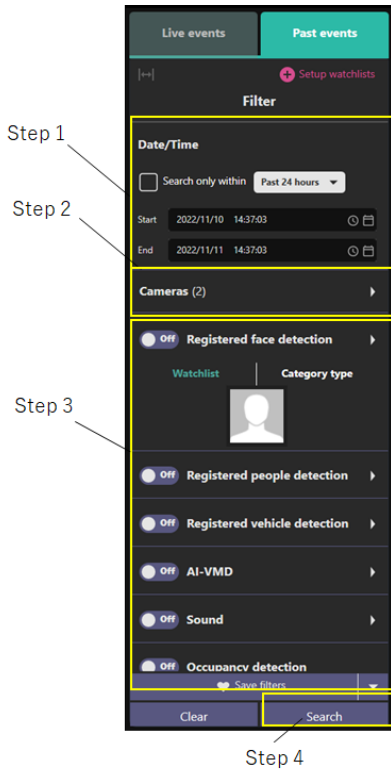 Live events
Past events
Setup watchlists
Filter
Step 1
Date/Time
Search only within
Past 24 hours
Step 2
Start 2022/11/10 14:37:03
End 2022/11/11 14:37:03
Cameras (2)
Step 3
Off Registered face detection
Watchlist
Category type
Off Registered people detection
Off Registered vehicle detection
Off AI-VMD
Off Sound
Off Occupancy detection
Save filters
Clear
Search
Step 4